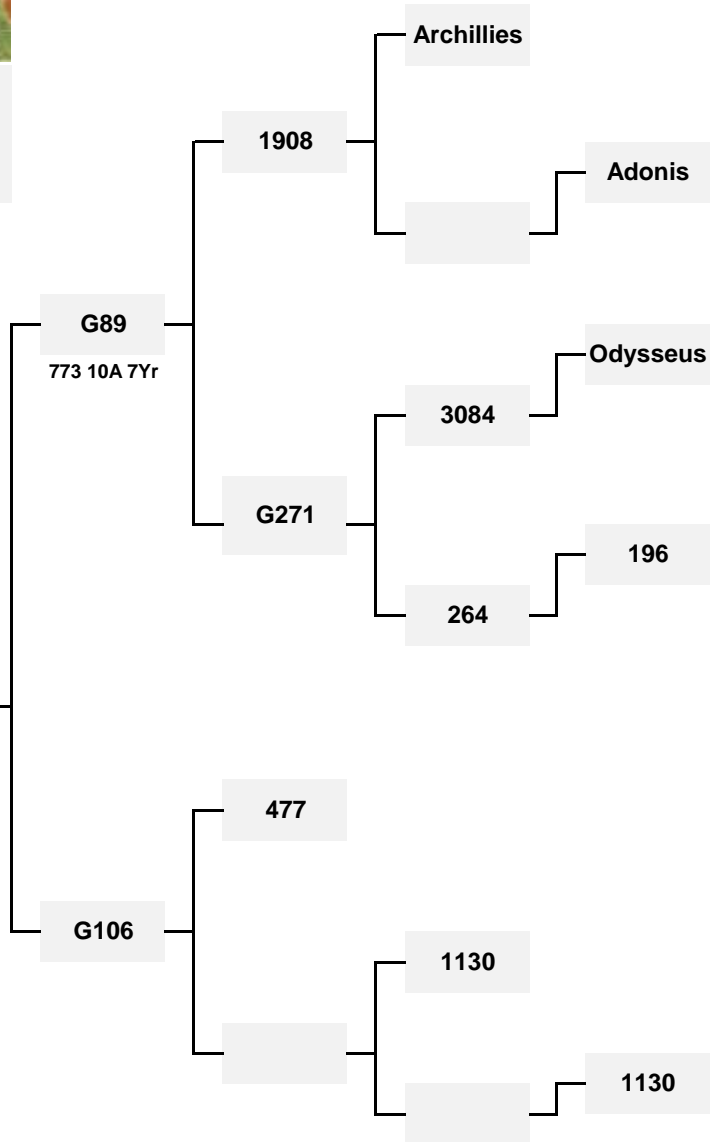 Archillies
1908
Adonis
G89
773 10A 7Yr
Odysseus
3084
G271
196
264
477
G106
1130
1130